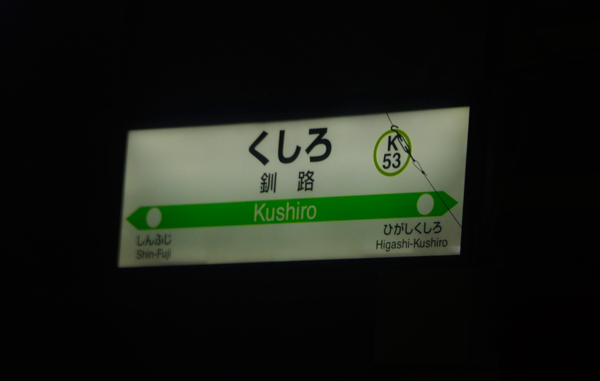 くしろ
K
53
釧路
Kushiro
しんふじ
Shin-Fuji
ひがしくしろ
Higashi-Kushiro